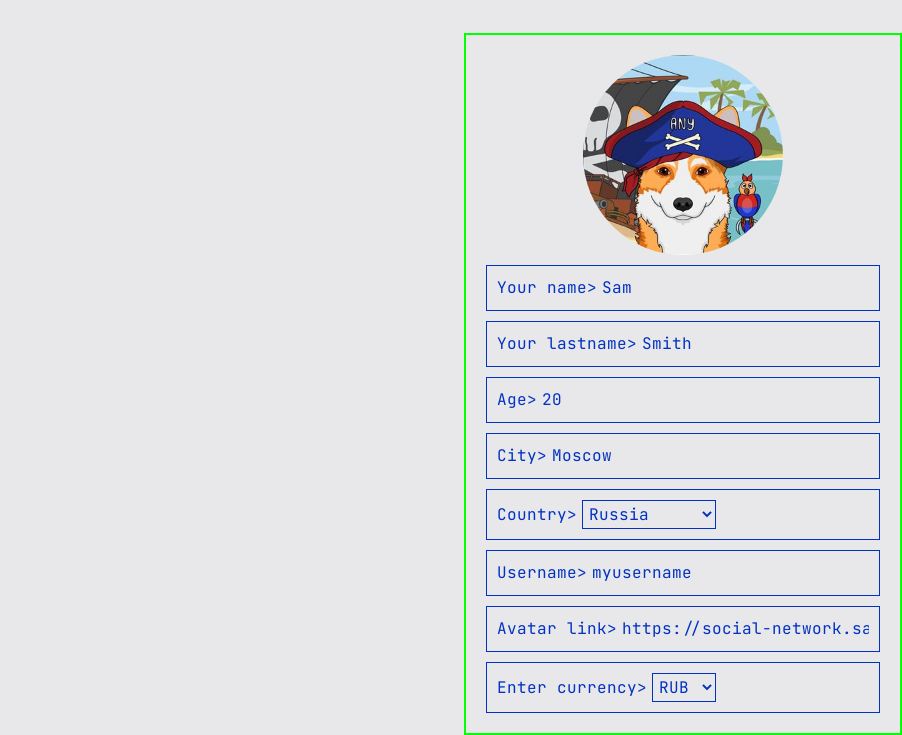 ANY
Your name> Sam
Your lastname> Smith
Age> 20
City> Moscow
Country> Russia
Username> myusername
Avatar link> https://social-network.sa
Enter currency> RUB